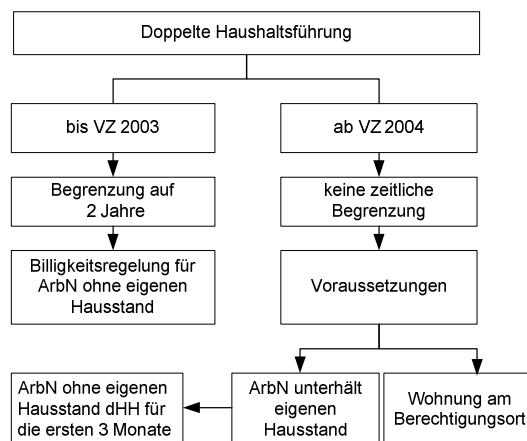 Doppelte Haushaltsführung
bis VZ 2003
ab VZ 2004
Begrenzung auf
2 Jahre
keine zeitliche
Begrenzung
Billigkeitsregelung für
ArbN ohne eigenen
Hausstand
Voraussetzungen
ArbN ohne eigenen
Hausstand dHH für
die ersten 3 Monate
ArbN unterhält
eigenen
Hausstand
Wohnung am
Berechtigungsort